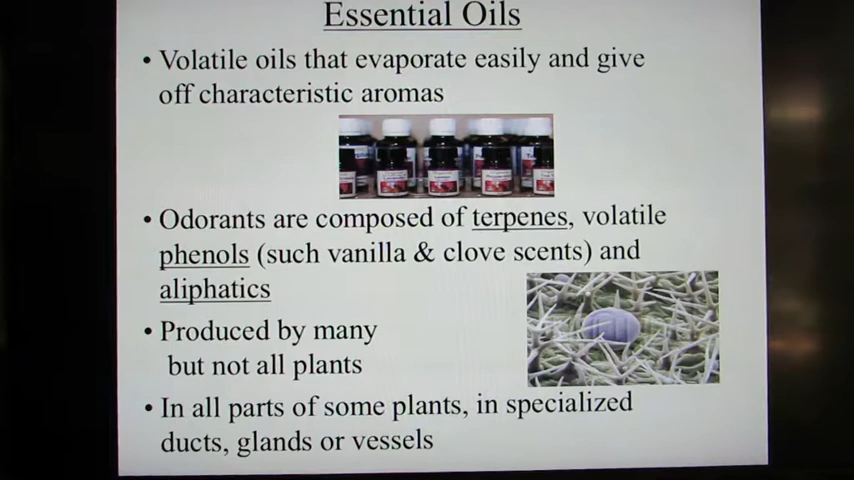 Essential Oils
• Volatile oils that evaporate easily and give
off characteristic aromas
• Odorants are composed of terpenes, volatile
phenols (such vanilla & clove scents) and
aliphatics
• Produced by many
but not all plants
• In all parts of some plants, in specialized
ducts, glands or vessels